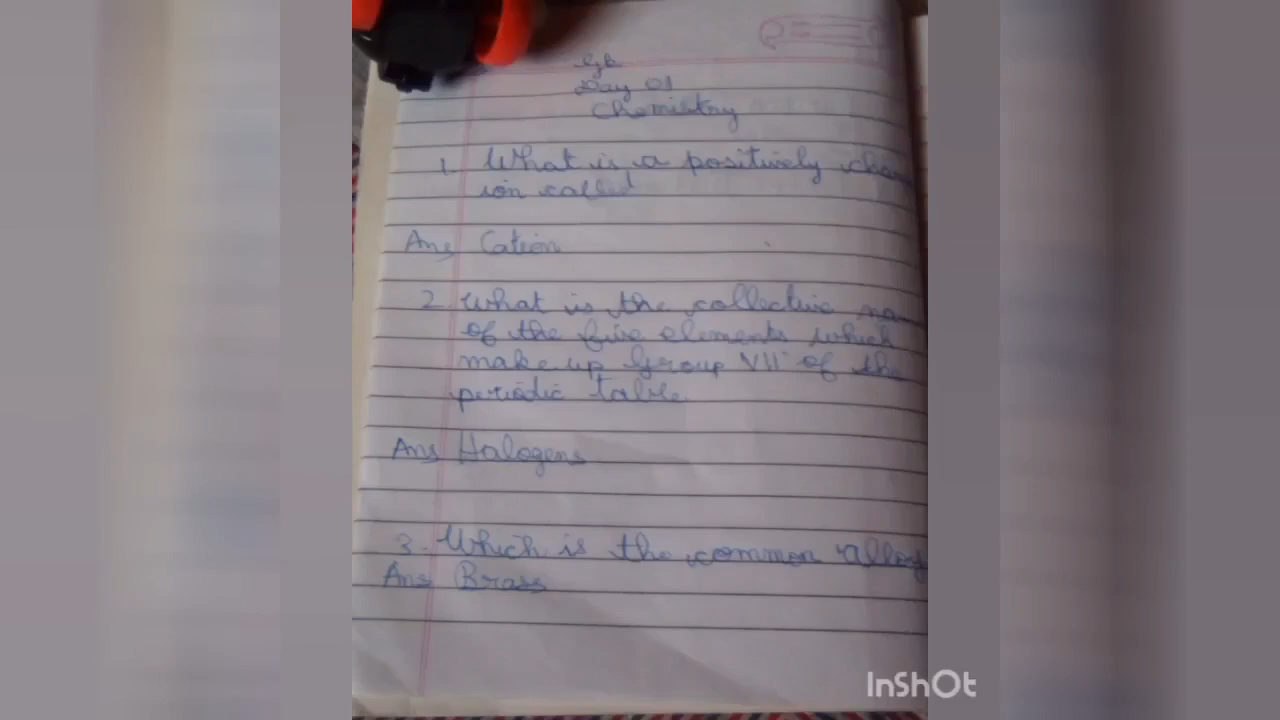 Gk
Day 01
Chemistry
1. What is a positively
ion called
Ans Cation
2. What is the collective
of the five elements which
make up Group VII of the
periodic table
Ans Halogens
3. Which is the common Alloy
Ans Brass
InShOt